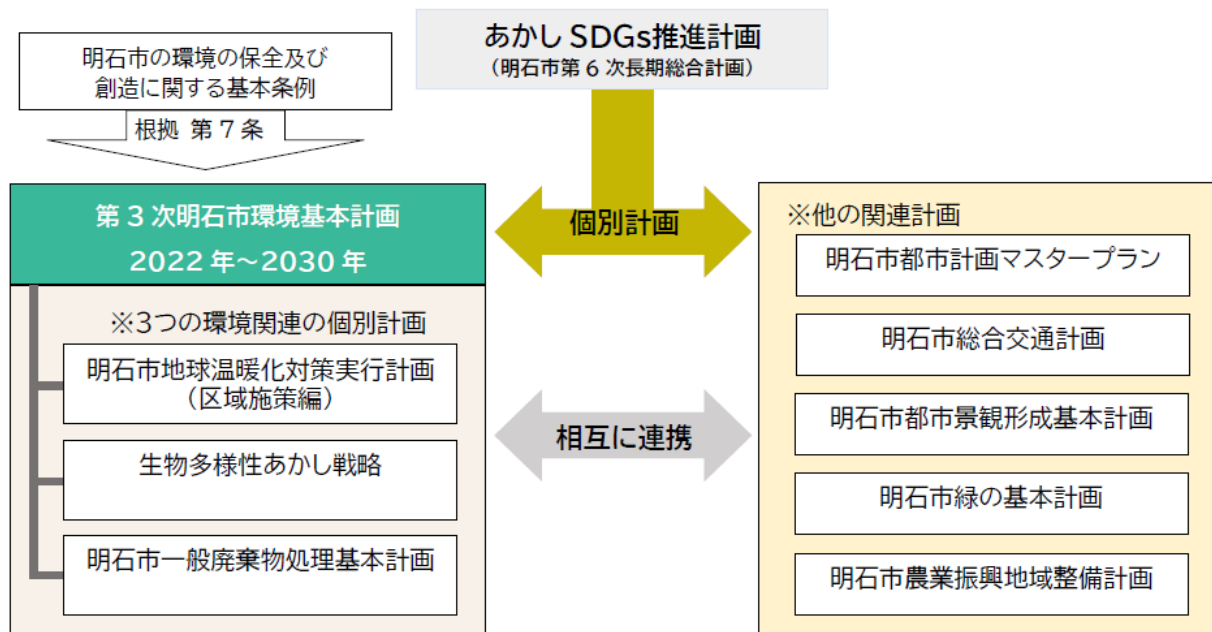 あかし SDGs推進計画
（明石市第６次長期総合計画）
明石市の環境の保全及び
創造に関する基本条例
根拠 第７条
第３次明石市環境基本計画
2022 年～2030 年
※3つの環境関連の個別計画
明石市地球温暖化対策実行計画
（区域施策編）
生物多様性あかし戦略
明石市一般廃棄物処理基本計画
個別計画
相互に連携
※他の関連計画
明石市都市計画マスタープラン
明石市総合交通計画
明石市都市景観形成基本計画
明石市緑の基本計画
明石市農業振興地域整備計画